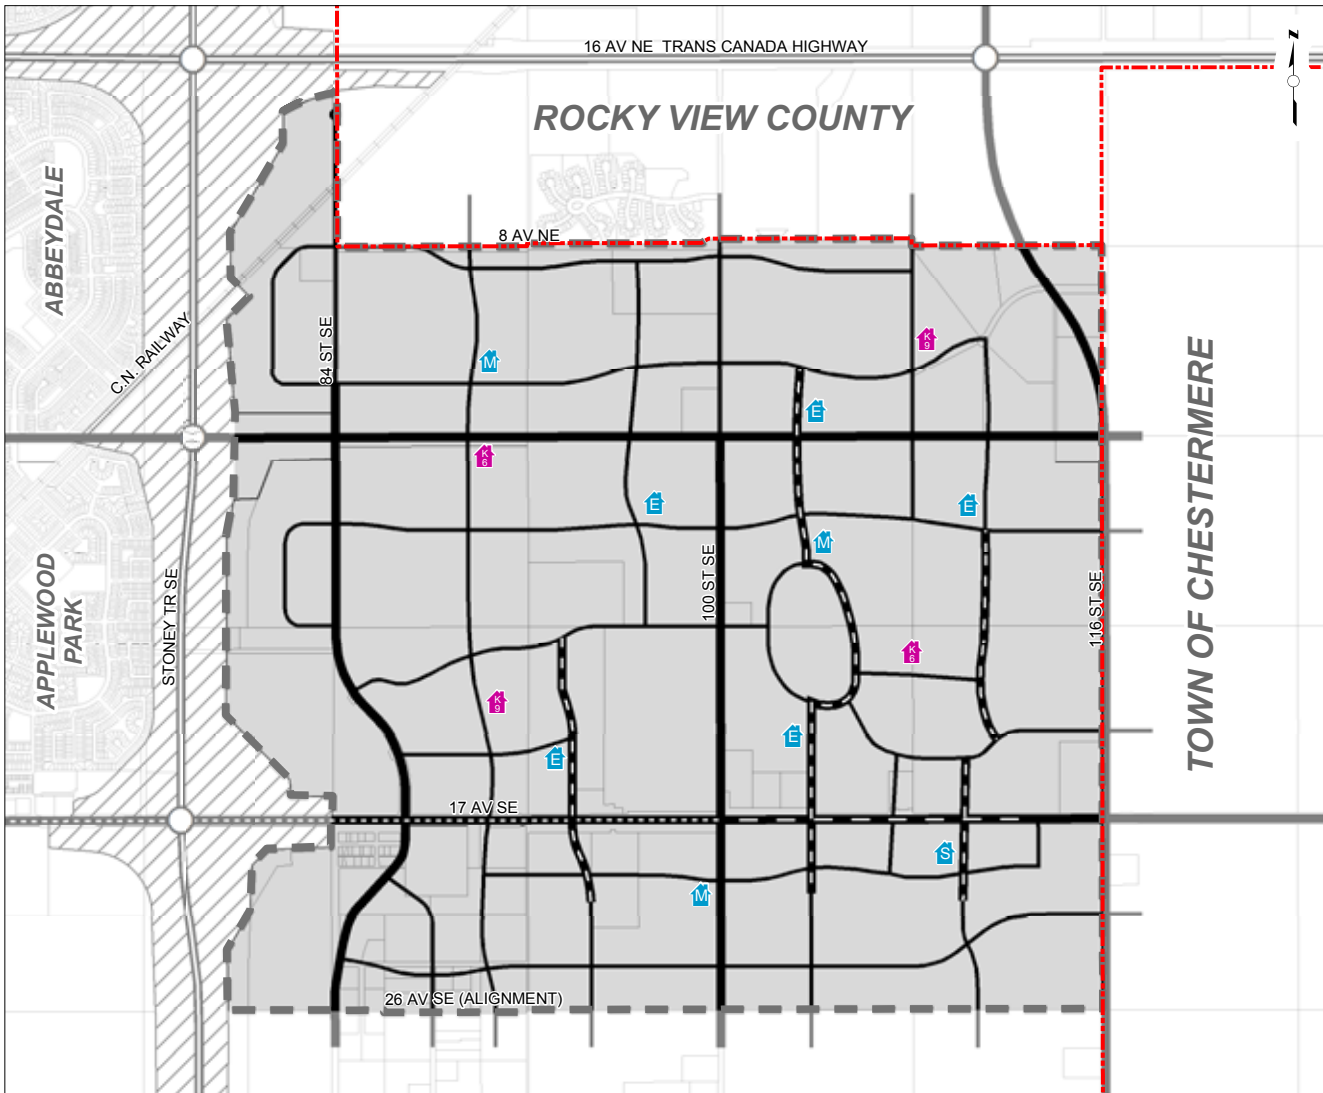 16 AV NE TRANS CANADA HIGHWAY
z
ROCKY VIEW COUNTY
ABBEYDALE
8 AV NE
C.N. RAILWAY
84 ST SE
K
9
M
E
K
6
E
E
M
TOWN OF CHESTERMERE
APPLEWOOD
PARK
STONEY TR SE
100 ST SE
116 ST SE
K
6
K
9
E
E
17 AV SE
S
M
26 AV SE (ALIGNMENT)